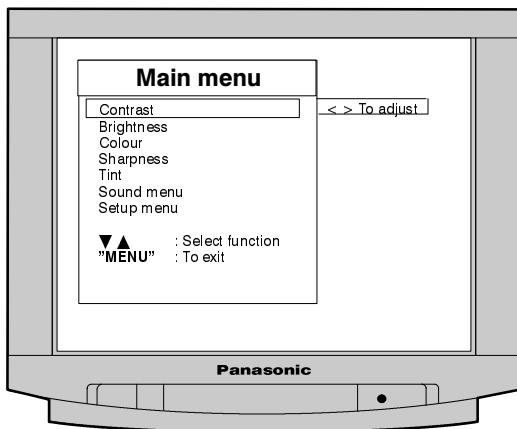 Main menu
Contrast < > To adjust
Brightness
Colour
Sharpness
Tint
Sound menu
Setup menu
▼ ▲ : Select function
”MENU” : To exit
Panasonic